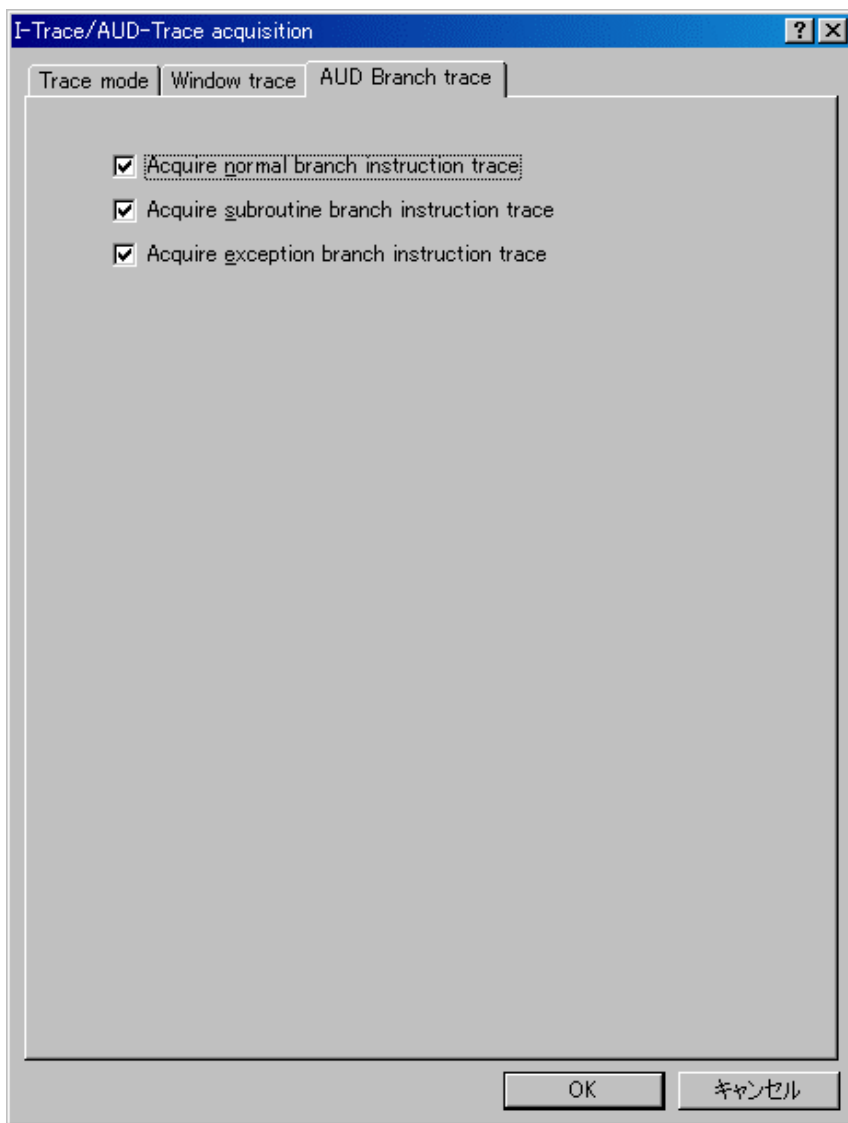 I-Trace/AUD-Trace acquisition
Trace mode
Window trace
AUD Branch trace
Acquire normal branch instruction trace
Acquire subroutine branch instruction trace
Acquire exception branch instruction trace
OK
キャンセル